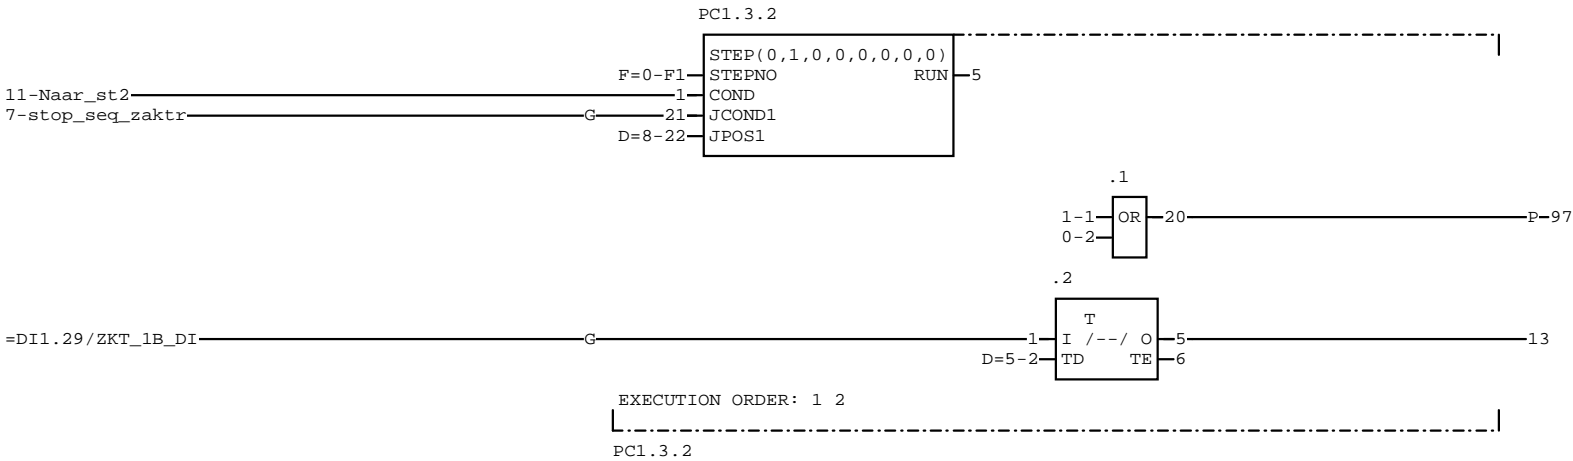 PC1.3.2
STEP(0,1,0,0,0,0,0,0)
F=0-F1 STEPNO RUN 5
11-Naar_st2 1 COND
7-stop_seq_zaktr G 21 JCOND1
D=8-22 JPOS1
.1
1-1 OR 20 P 97
0-2
.2
T
=DI1.29/ZKT_1B_DI G 1 I /--/ O 5 13
D=5-2 TD TE 6
EXECUTION ORDER: 1 2
PC1.3.2